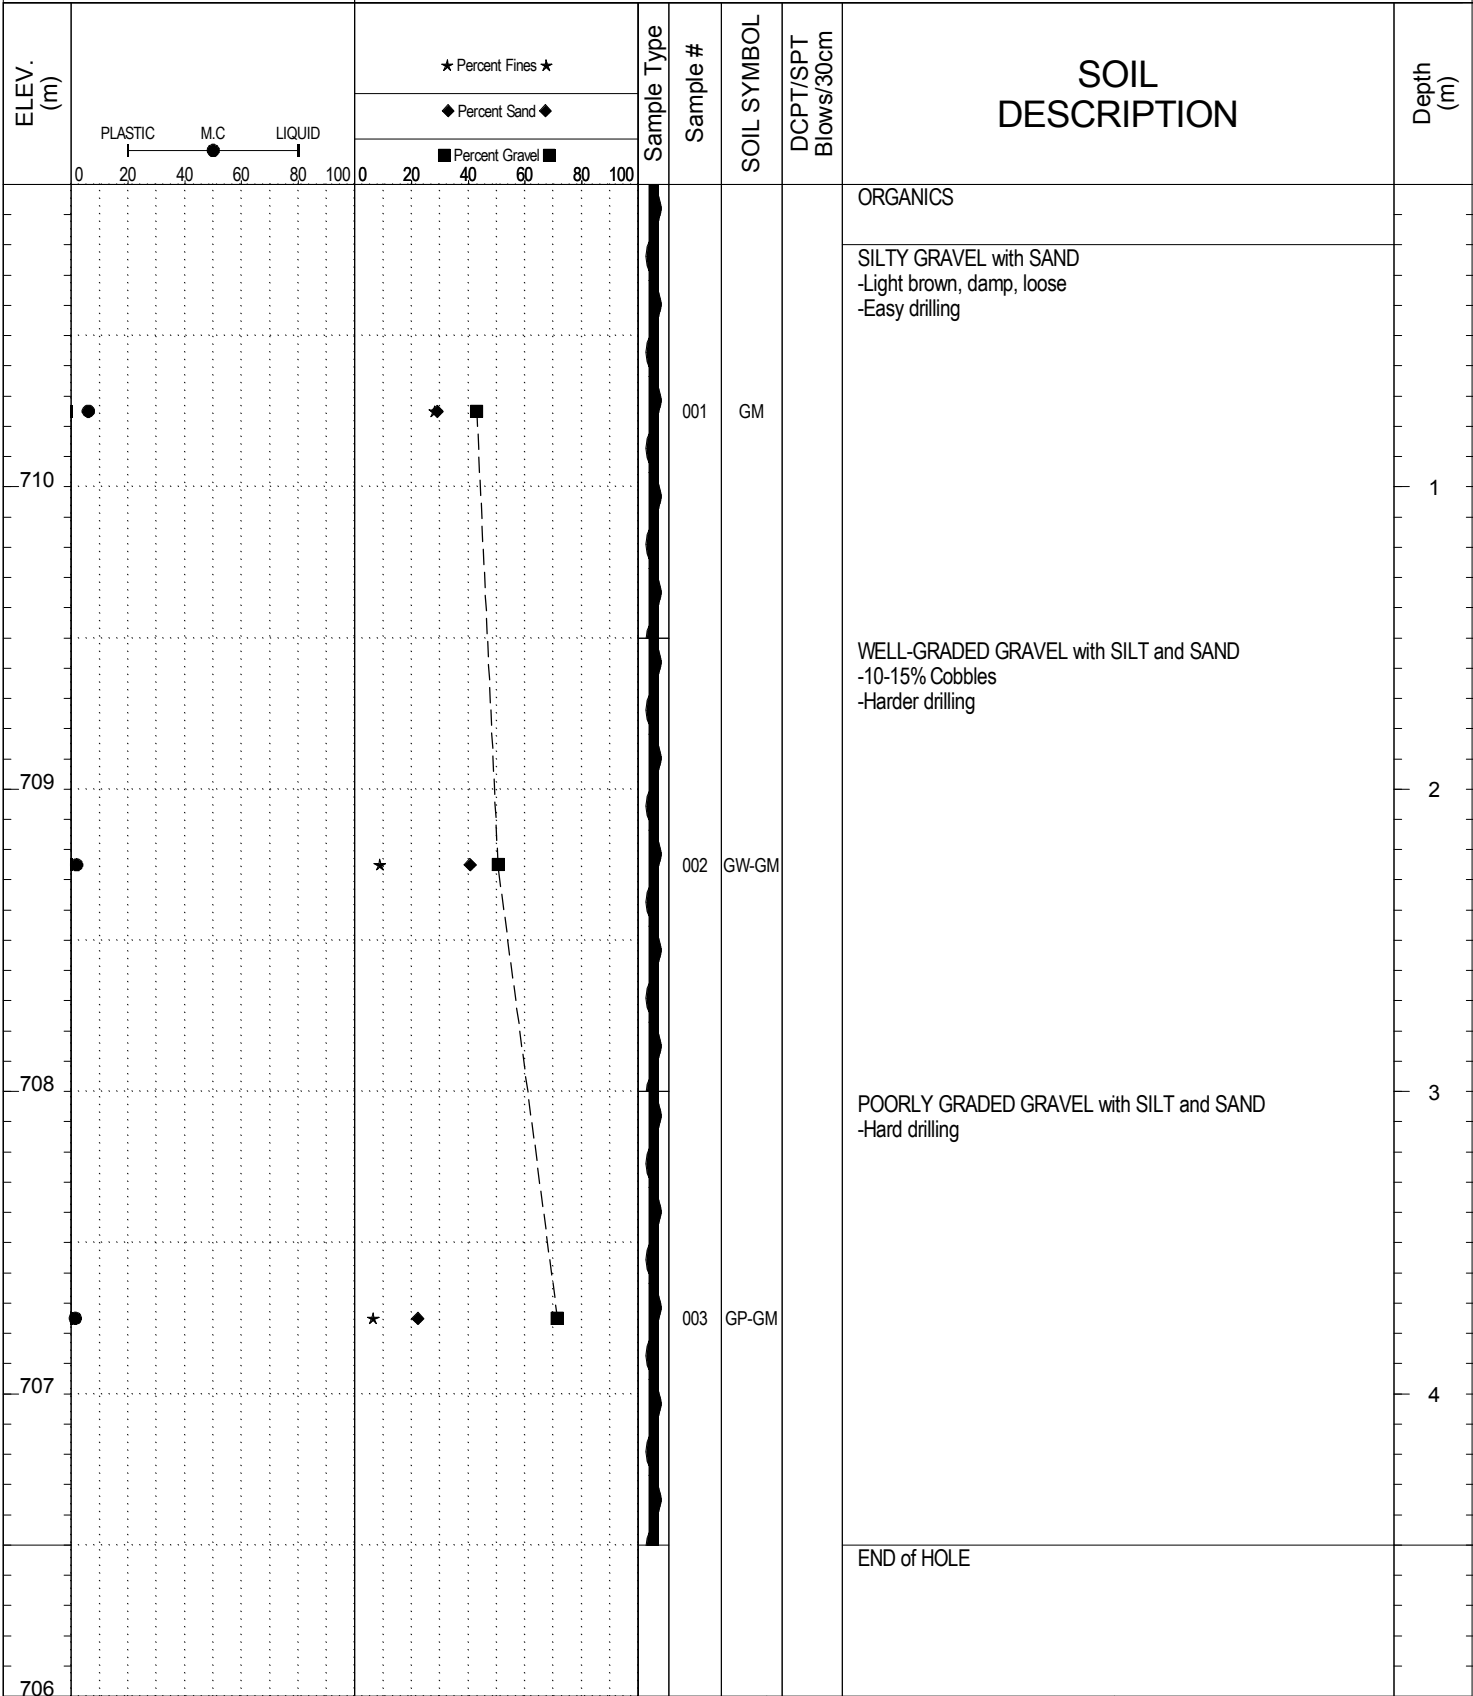 ELEV.
(m)
PLASTIC M.C LIQUID
0 20 40 60 80 100
★ Percent Fines ★
◆ Percent Sand ◆
■ Percent Gravel ■
0 20 40 60 80 100
Sample Type
Sample #
SOIL SYMBOL
DCPT/SPT
Blows/30cm
SOIL
DESCRIPTION
Depth
(m)
ORGANICS
SILTY GRAVEL with SAND
-Light brown, damp, loose
-Easy drilling
001 GM
710 1
WELL-GRADED GRAVEL with SILT and SAND
-10-15% Cobbles
-Harder drilling
709 2
002 GW-GM
708 3
POORLY GRADED GRAVEL with SILT and SAND
-Hard drilling
003 GP-GM
707 4
END of HOLE
706